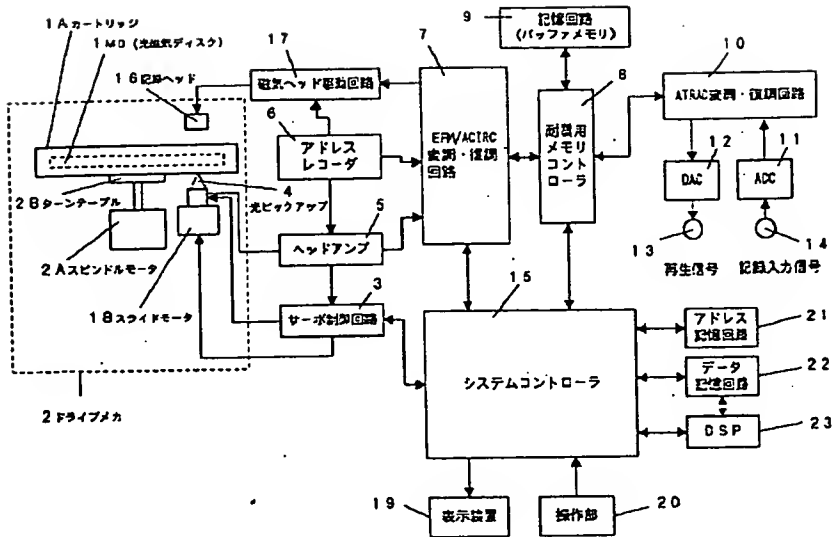 1Aカートリッジ
1MD(光磁気ディスク)
16記録ヘッド
17
磁気ヘッド駆動回路
6
アドレス
レコーダ
4
光ピックアップ
2Bターンテーブル
2Aスピンドルモータ
18スライドモータ
5
ヘッドアンプ
3
サーボ制御回路
2ドライブメカ
7
EFM/ACIRC
変調・復調
回路
9
記憶回路
(バッファメモリ)
8
耐震用
メモリ
コント
ローラ
10
ATRAC変調・復調回路
12
DAC
11
ADC
13
再生信号
14
記録入力信号
15
システムコントローラ
21
アドレス
記憶回路
22
データ
記憶回路
23
DSP
19
表示装置
20
操作部